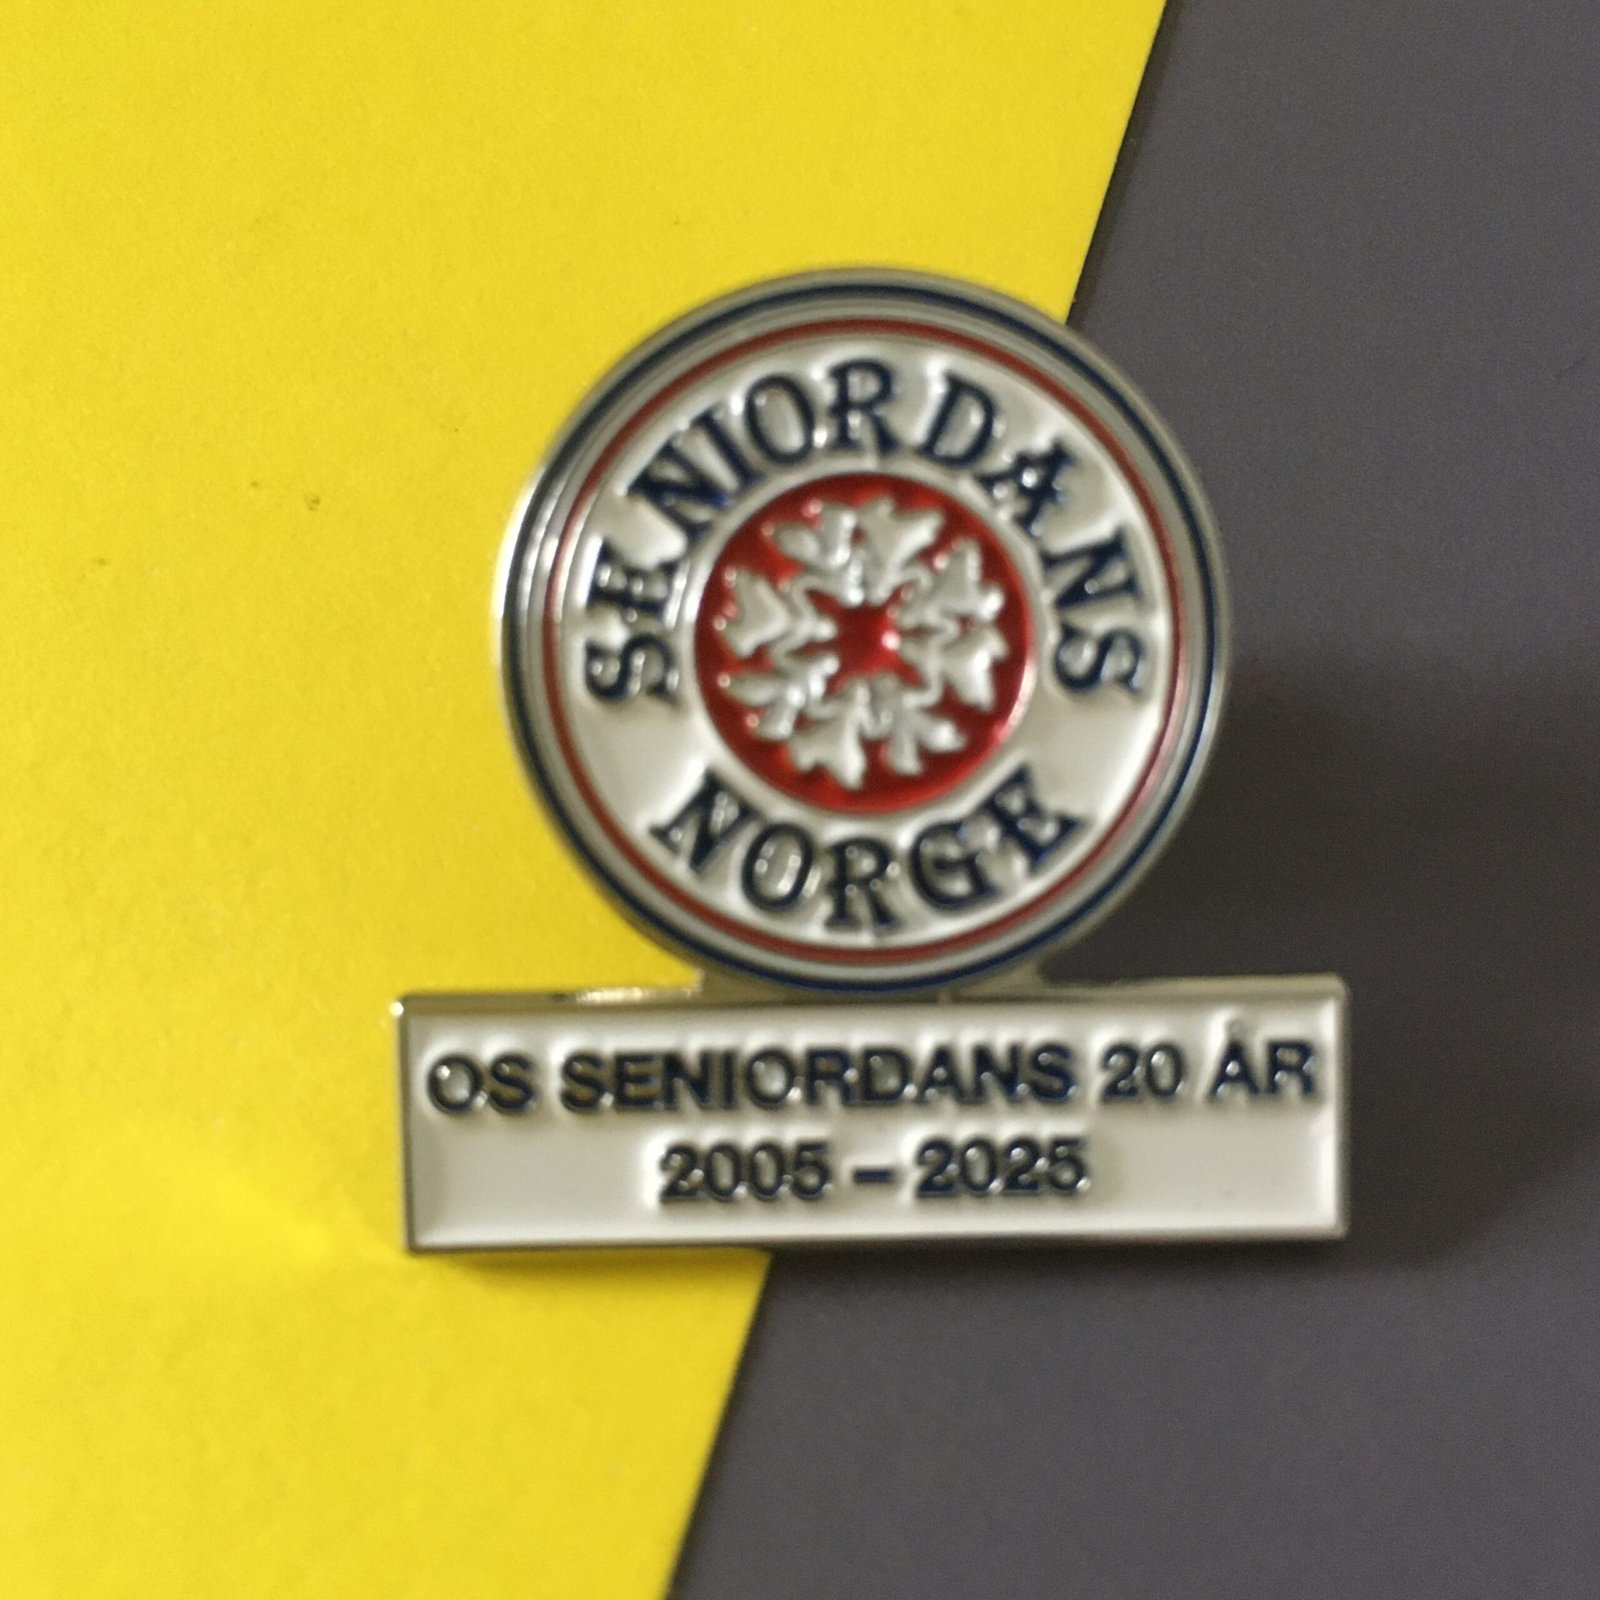 SENIORDANS
NORGE
OS SENIORDANS 20 ÅR
2005 – 2025